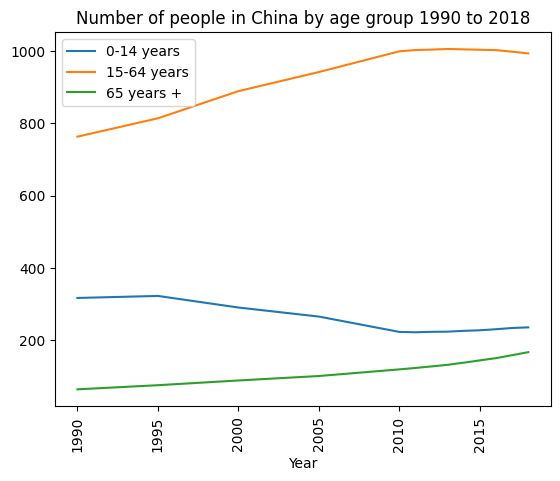 Number of people in China by age group 1990 to 2018
0-14 years
15-64 years
65 years +
1000
800
600
400
200
1990
1995
2000
2005
2010
2015
Year